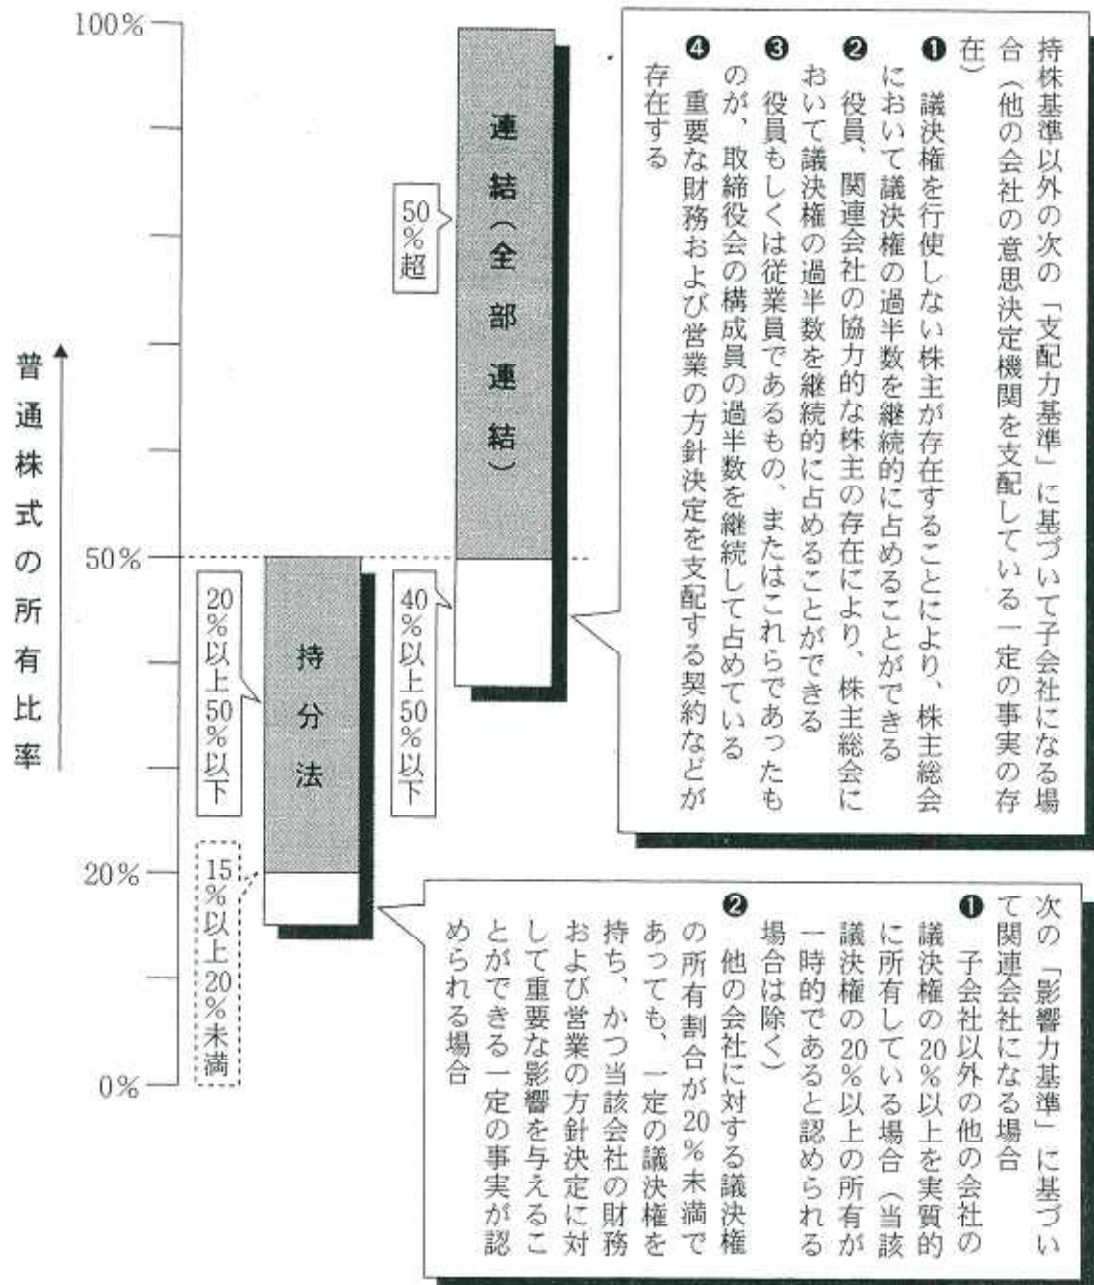 持株基準以外の次の「支配力基準」に基づいて子会社になる場
合（他の会社の意思決定機関を支配している一定の事実の存
在）
❶ 議決権を行使しない株主が存在することにより、株主総会
において議決権の過半数を継続的に占めることができる
❷ 役員、関連会社の協力的な株主の存在により、株主総会に
おいて議決権の過半数を継続的に占めることができる
❸ 役員もしくは従業員であるもの、またはこれらであったも
のが、取締役会の構成員の過半数を継続して占めている
❹ 重要な財務および営業の方針決定を支配する契約などが
存在する
連結（全部連結）
50％超
40％以上50％以下
持分法
20％以上50％以下
15％以上20％未満
100%
50%
20%
0%
普通株式の所有比率
次の「影響力基準」に基づい
て関連会社になる場合
❶ 子会社以外の他の会社の
議決権の20％以上を実質的
に所有している場合（当該
議決権の20％以上の所有が
一時的であると認められる
場合は除く）
❷ 他の会社に対する議決権
の所有割合が20％未満で
あっても、一定の議決権を
持ち、かつ当該会社の財務
および営業の方針決定に対
して重要な影響を与えるこ
とができる一定の事実が認
められる場合